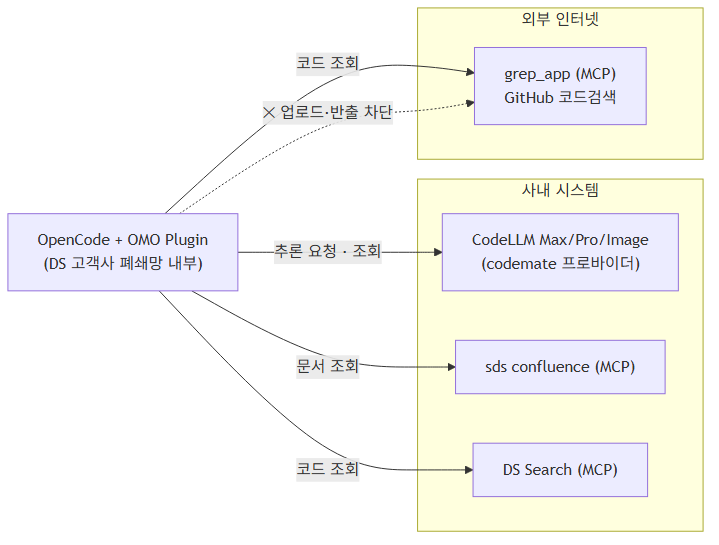 외부 인터넷
코드 조회
grep_app (MCP)
GitHub 코드검색
✕ 업로드·반출 차단
사내 시스템
OpenCode + OMO Plugin
(DS 고객사 폐쇄망 내부)
추론 요청 · 조회
CodeLLM Max/Pro/Image
(codemate 프로바이더)
문서 조회
sds confluence (MCP)
코드 조회
DS Search (MCP)